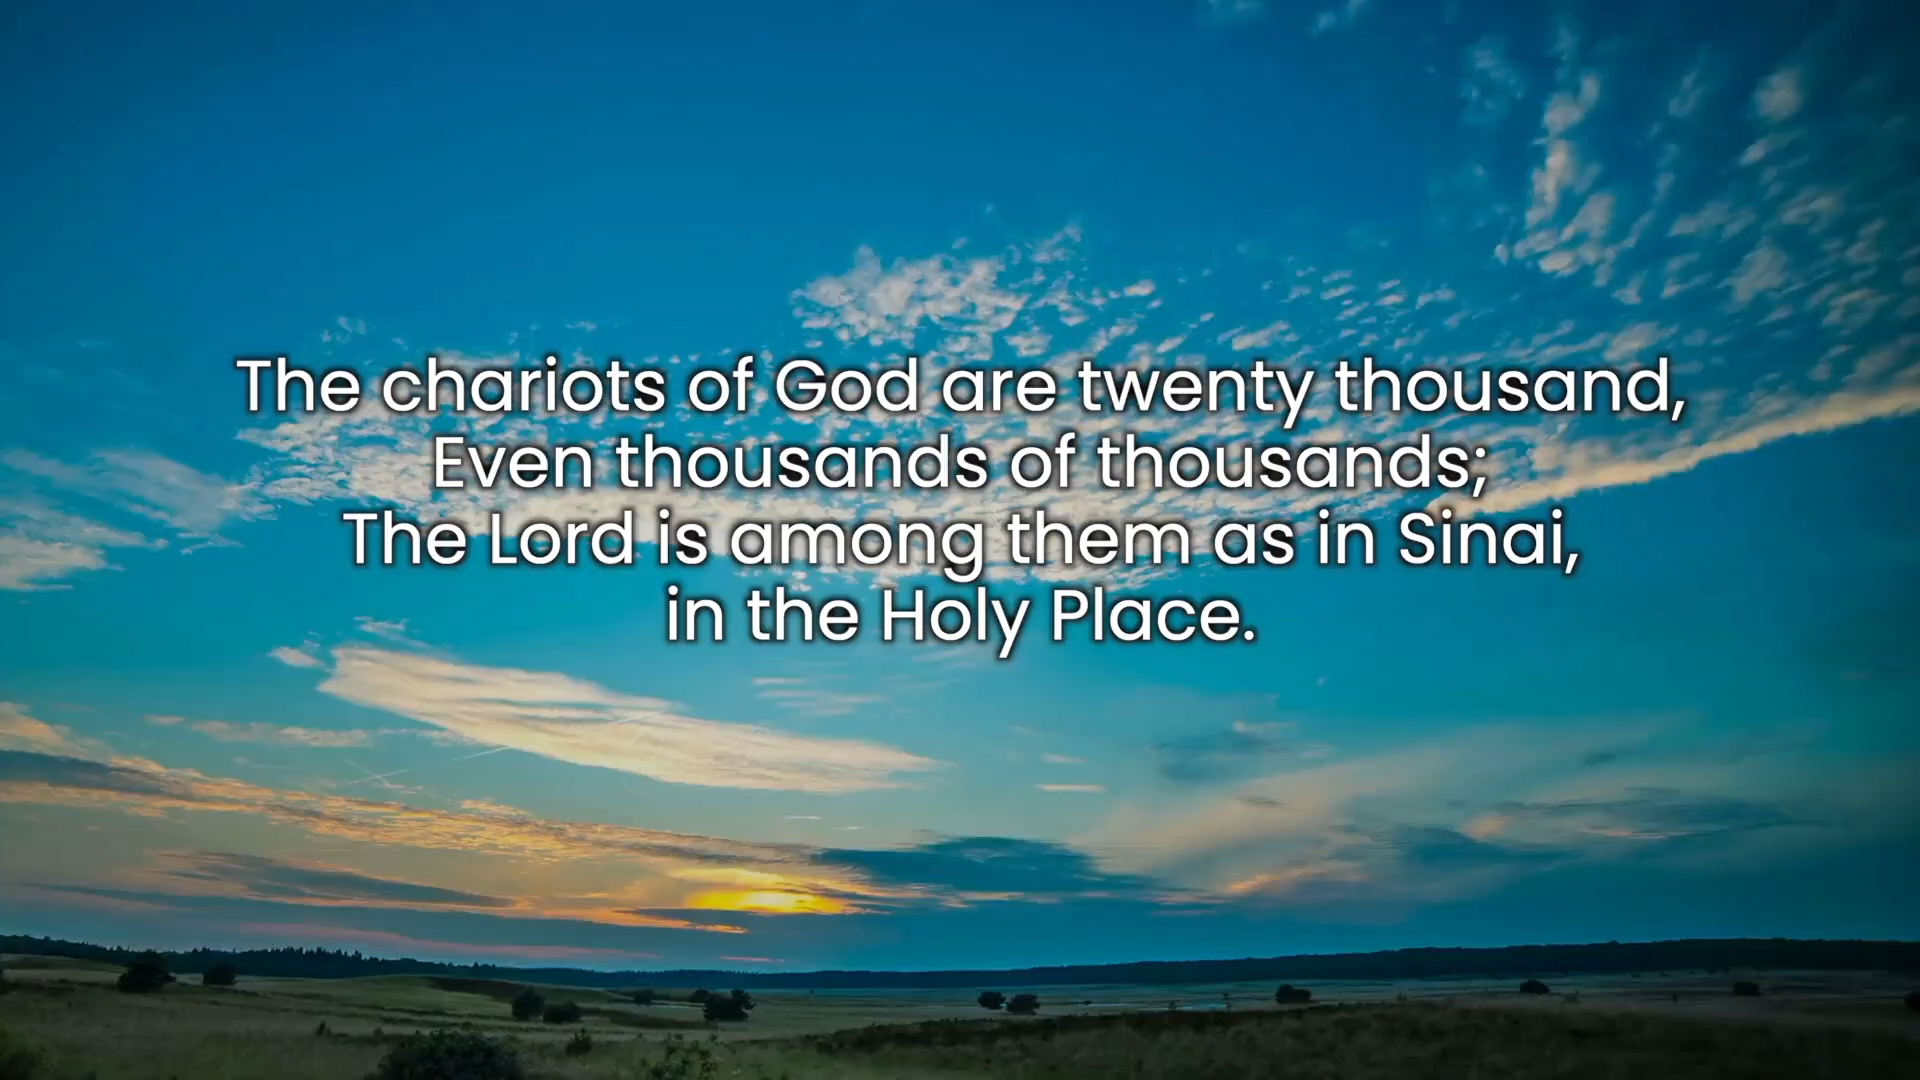 The chariots of God are twenty thousand,
Even thousands of thousands;
The Lord is among them as in Sinai,
in the Holy Place.